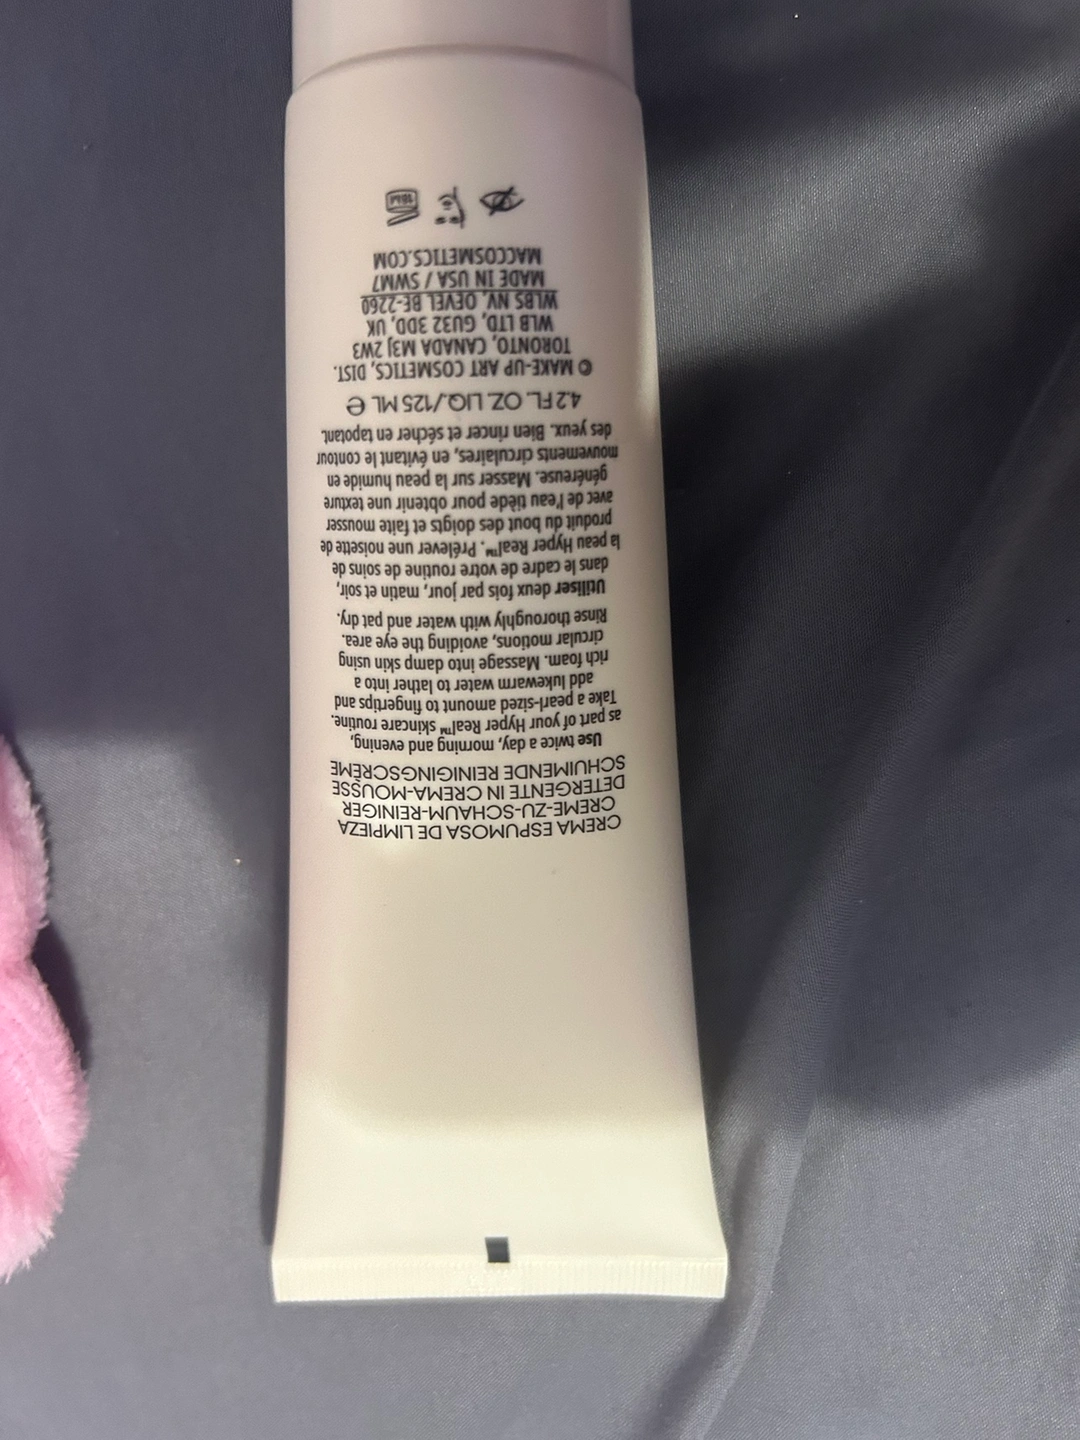 CREMA ESPUMOSA DE LIMPIEZA
CREME-ZU-SCHAUM-REINIGER
DETERGENTE IN CREMA-MOUSSE
SCHUIMENDE REINIGINGSCRÈME
Use twice a day, morning and evening,
as part of your Hyper Real™ skincare routine.
Take a pearl-sized amount to fingertips and
add lukewarm water to lather into a
rich foam. Massage into damp skin using
circular motions, avoiding the eye area.
Rinse thoroughly with water and pat dry.
Utiliser deux fois par jour, matin et soir,
dans le cadre de votre routine de soins de
la peau Hyper Real™. Prélever une noisette de
produit du bout des doigts et faite mousser
avec de l'eau tiède pour obtenir une texture
généreuse. Masser sur la peau humide en
mouvements circulaires, en évitant le contour
des yeux. Bien rincer et sécher en tapotant.
4.2 FL. OZ. LIQ./125 ML ℮
© MAKE-UP ART COSMETICS, DIST.
TORONTO, CANADA M3J 2W3
WLB LTD, GU32 3DD, UK
WLBS NV, OEVEL BE-2260
MADE IN USA / SWM7
MACCOSMETICS.COM